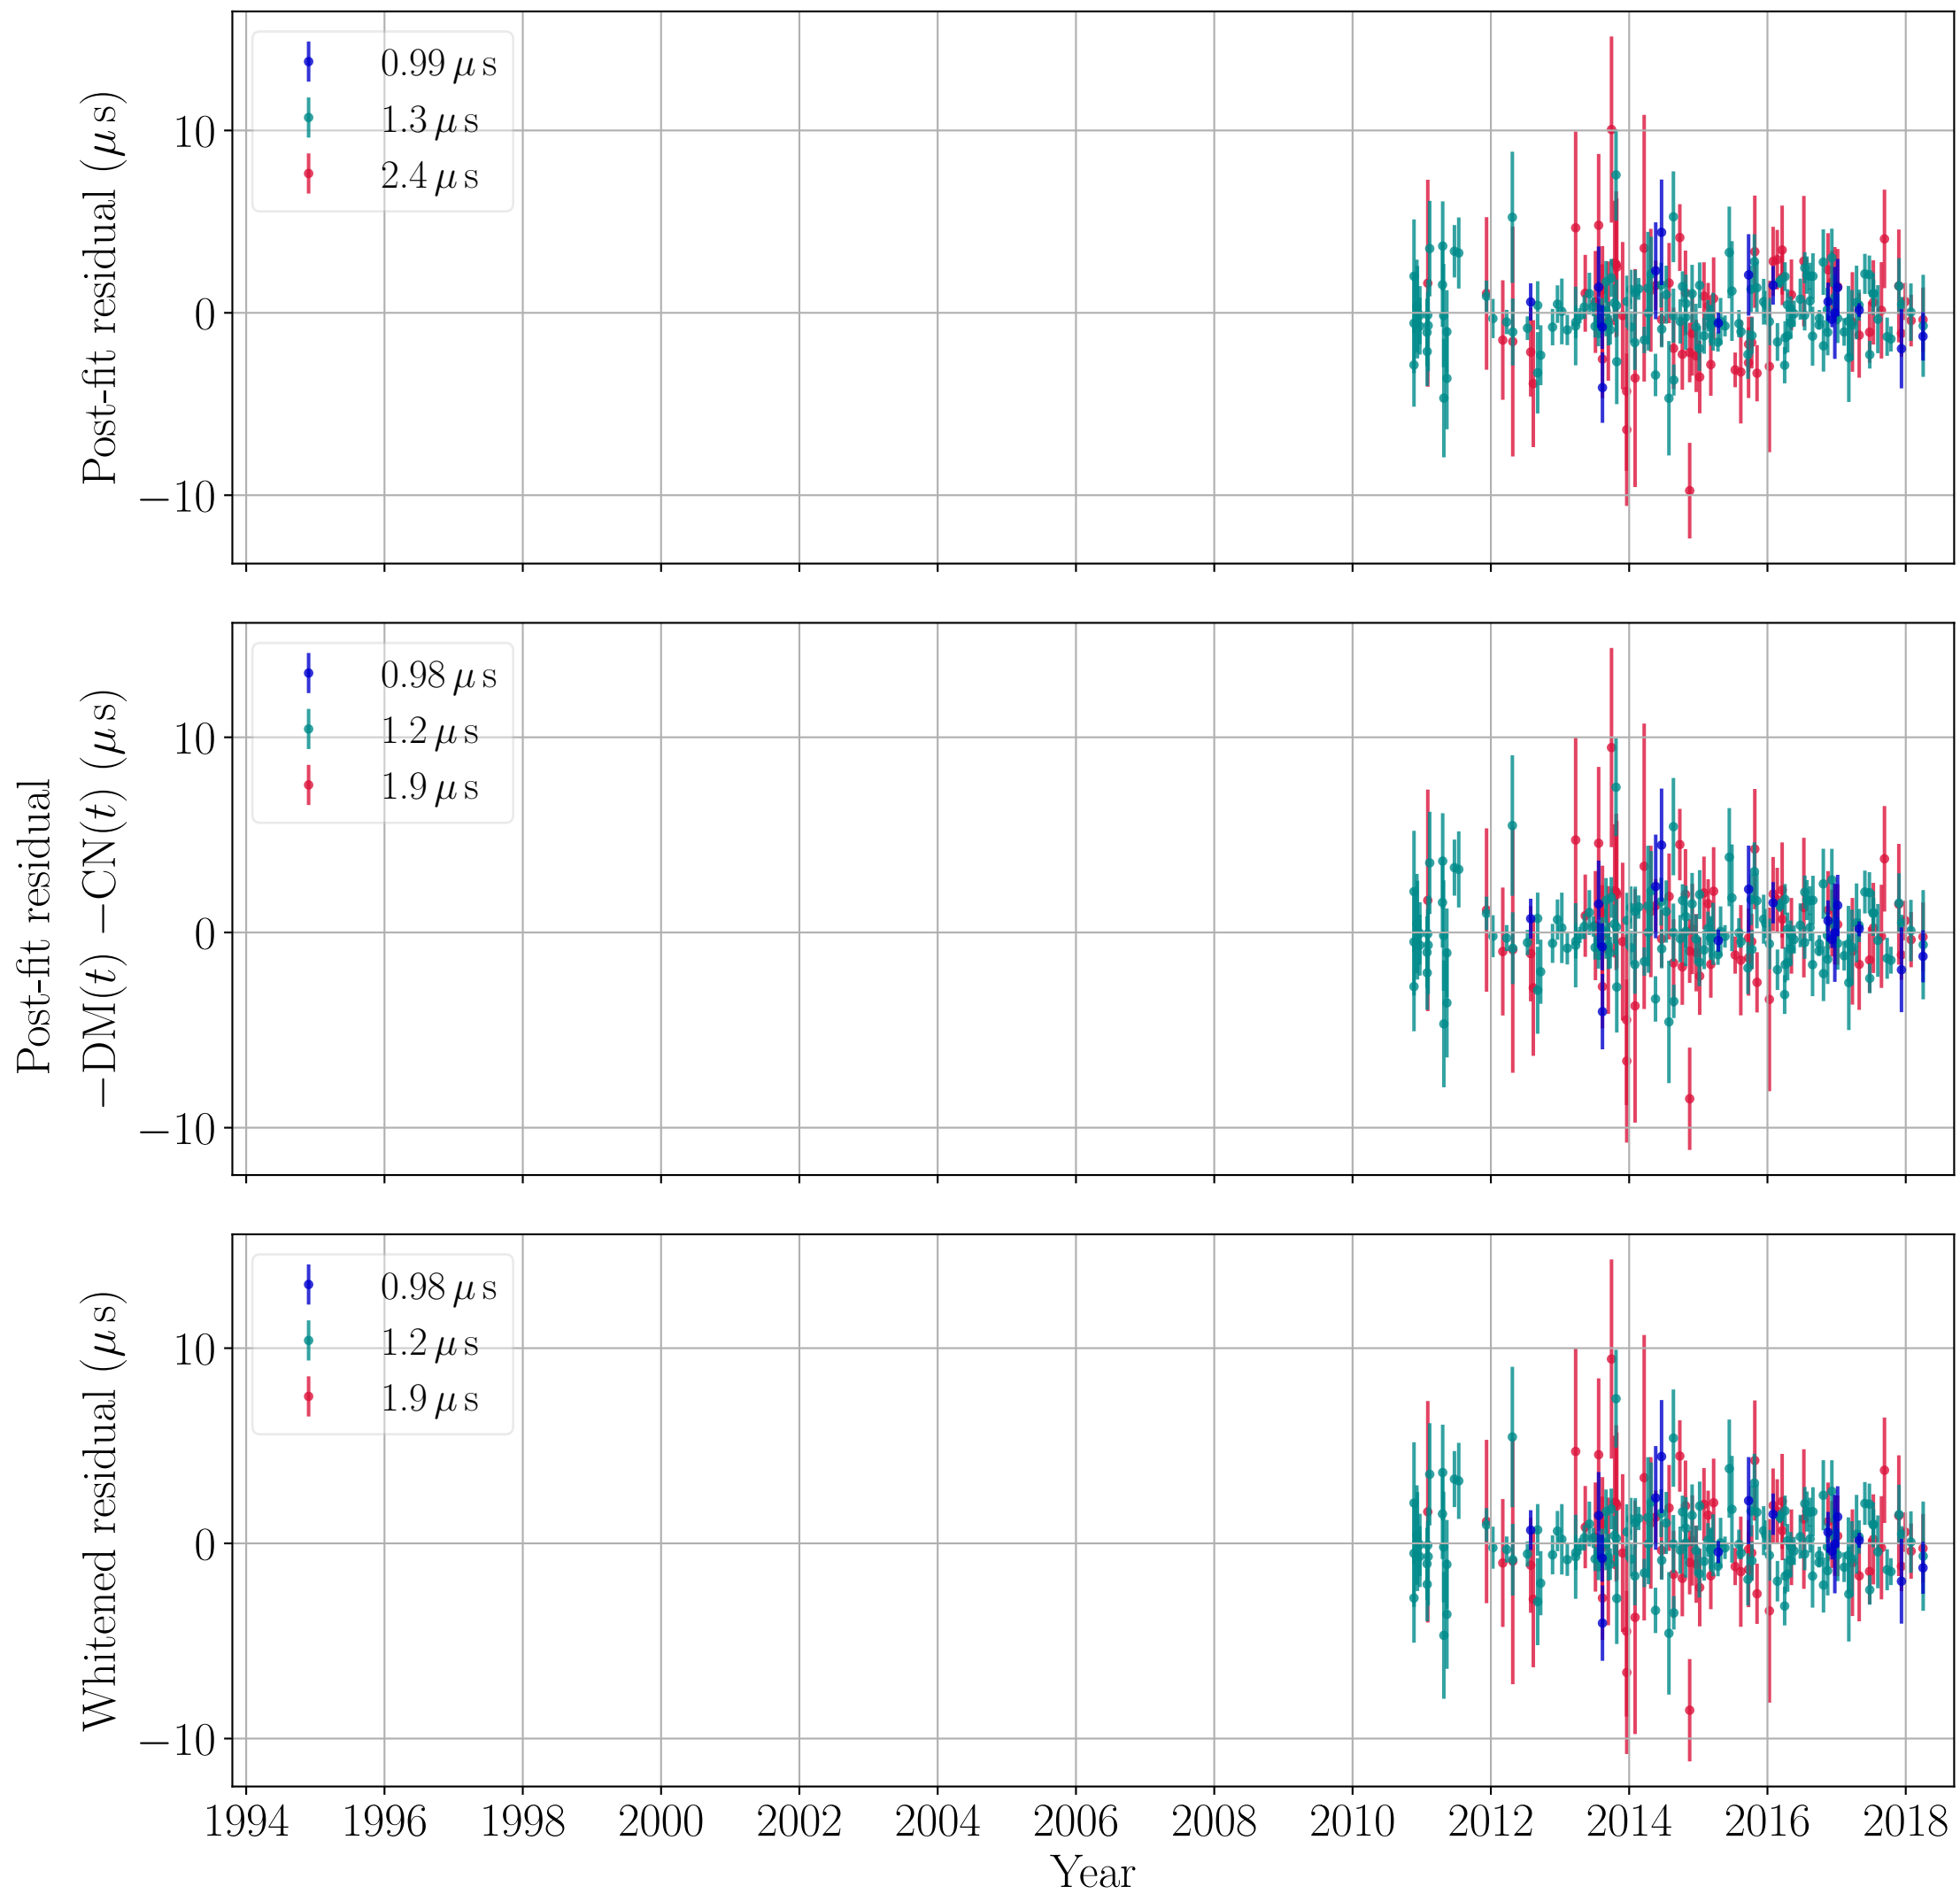 Post-fit residual (μs)
10
0
−10
0.99 μs
1.3 μs
2.4 μs
Post-fit residual
−DM(t) −CN(t) (μs)
10
0
−10
0.98 μs
1.2 μs
1.9 μs
Whitened residual (μs)
10
0
−10
0.98 μs
1.2 μs
1.9 μs
1994 1996 1998 2000 2002 2004 2006 2008 2010 2012 2014 2016 2018
Year